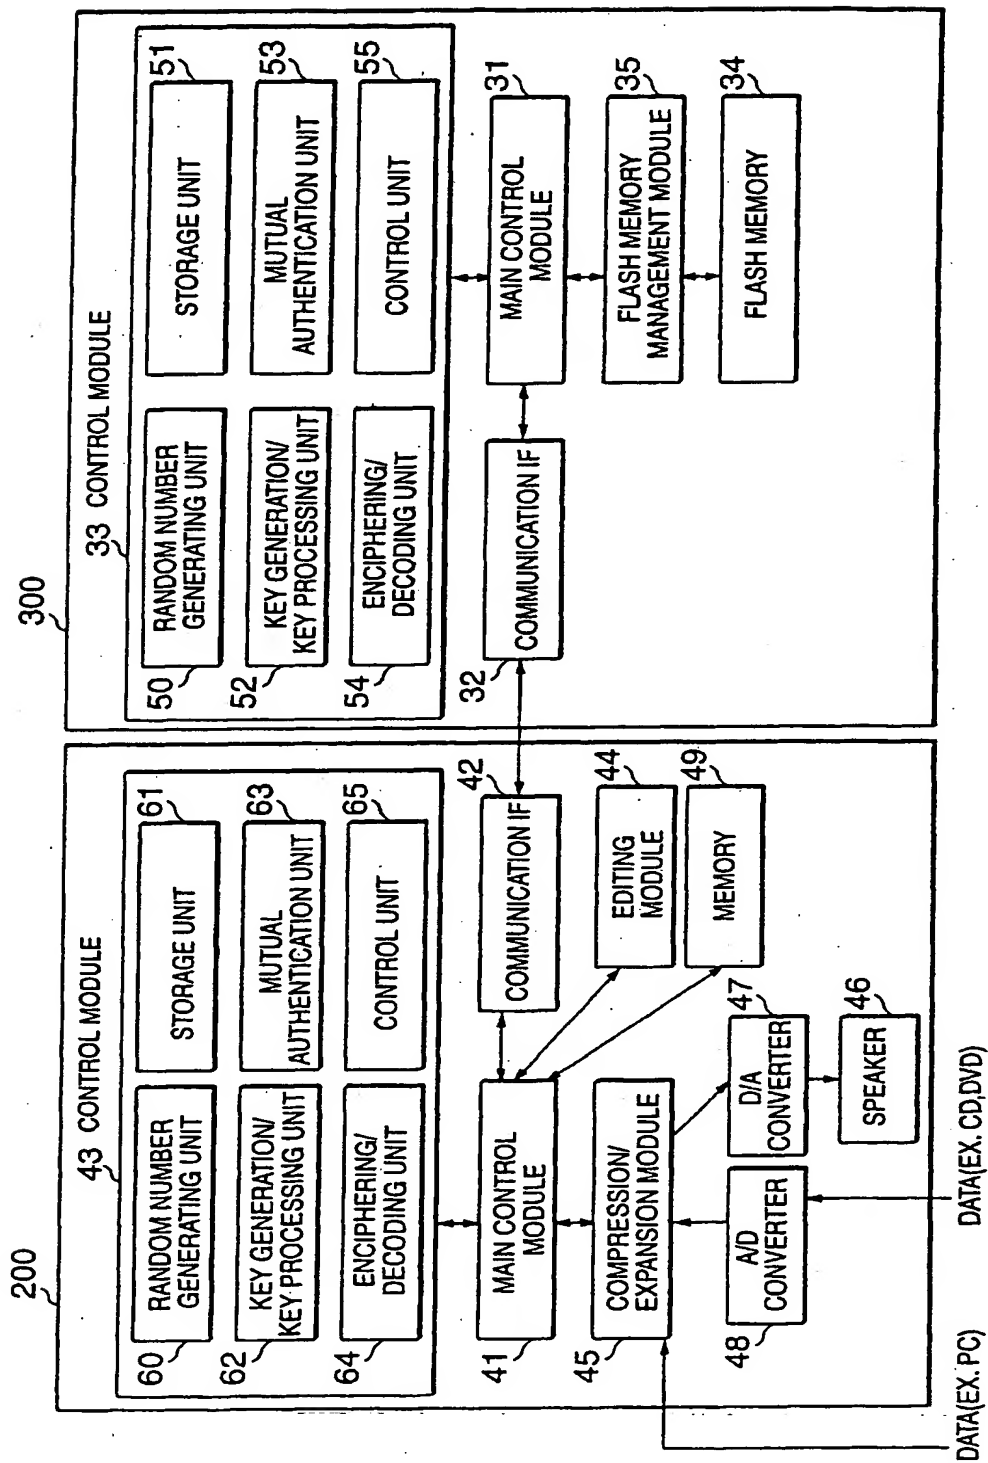 200
43 CONTROL MODULE
60
RANDOM NUMBER
GENERATING UNIT
61
STORAGE UNIT
62
KEY GENERATION/
KEY PROCESSING UNIT
63
MUTUAL
AUTHENTICATION UNIT
64
ENCIPHERING/
DECODING UNIT
65
CONTROL UNIT
41
MAIN CONTROL
MODULE
42
COMMUNICATION IF
45
COMPRESSION/
EXPANSION MODULE
44
EDITING
MODULE
49
MEMORY
48
A/D
CONVERTER
47
D/A
CONVERTER
46
SPEAKER
DATA(EX. PC)
DATA(EX. CD,DVD)
300
33 CONTROL MODULE
50
RANDOM NUMBER
GENERATING UNIT
51
STORAGE UNIT
52
KEY GENERATION/
KEY PROCESSING UNIT
53
MUTUAL
AUTHENTICATION UNIT
54
ENCIPHERING/
DECODING UNIT
55
CONTROL UNIT
32
COMMUNICATION IF
31
MAIN CONTROL
MODULE
35
FLASH MEMORY
MANAGEMENT MODULE
34
FLASH MEMORY